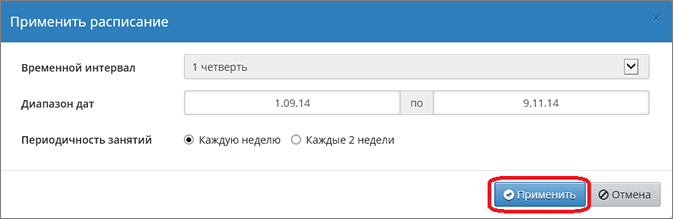 Применить расписание
Временной интервал 1 четверть
Диапазон дат 1.09.14 по 9.11.14
Периодичность занятий Каждую неделю Каждые 2 недели
Применить Отмена